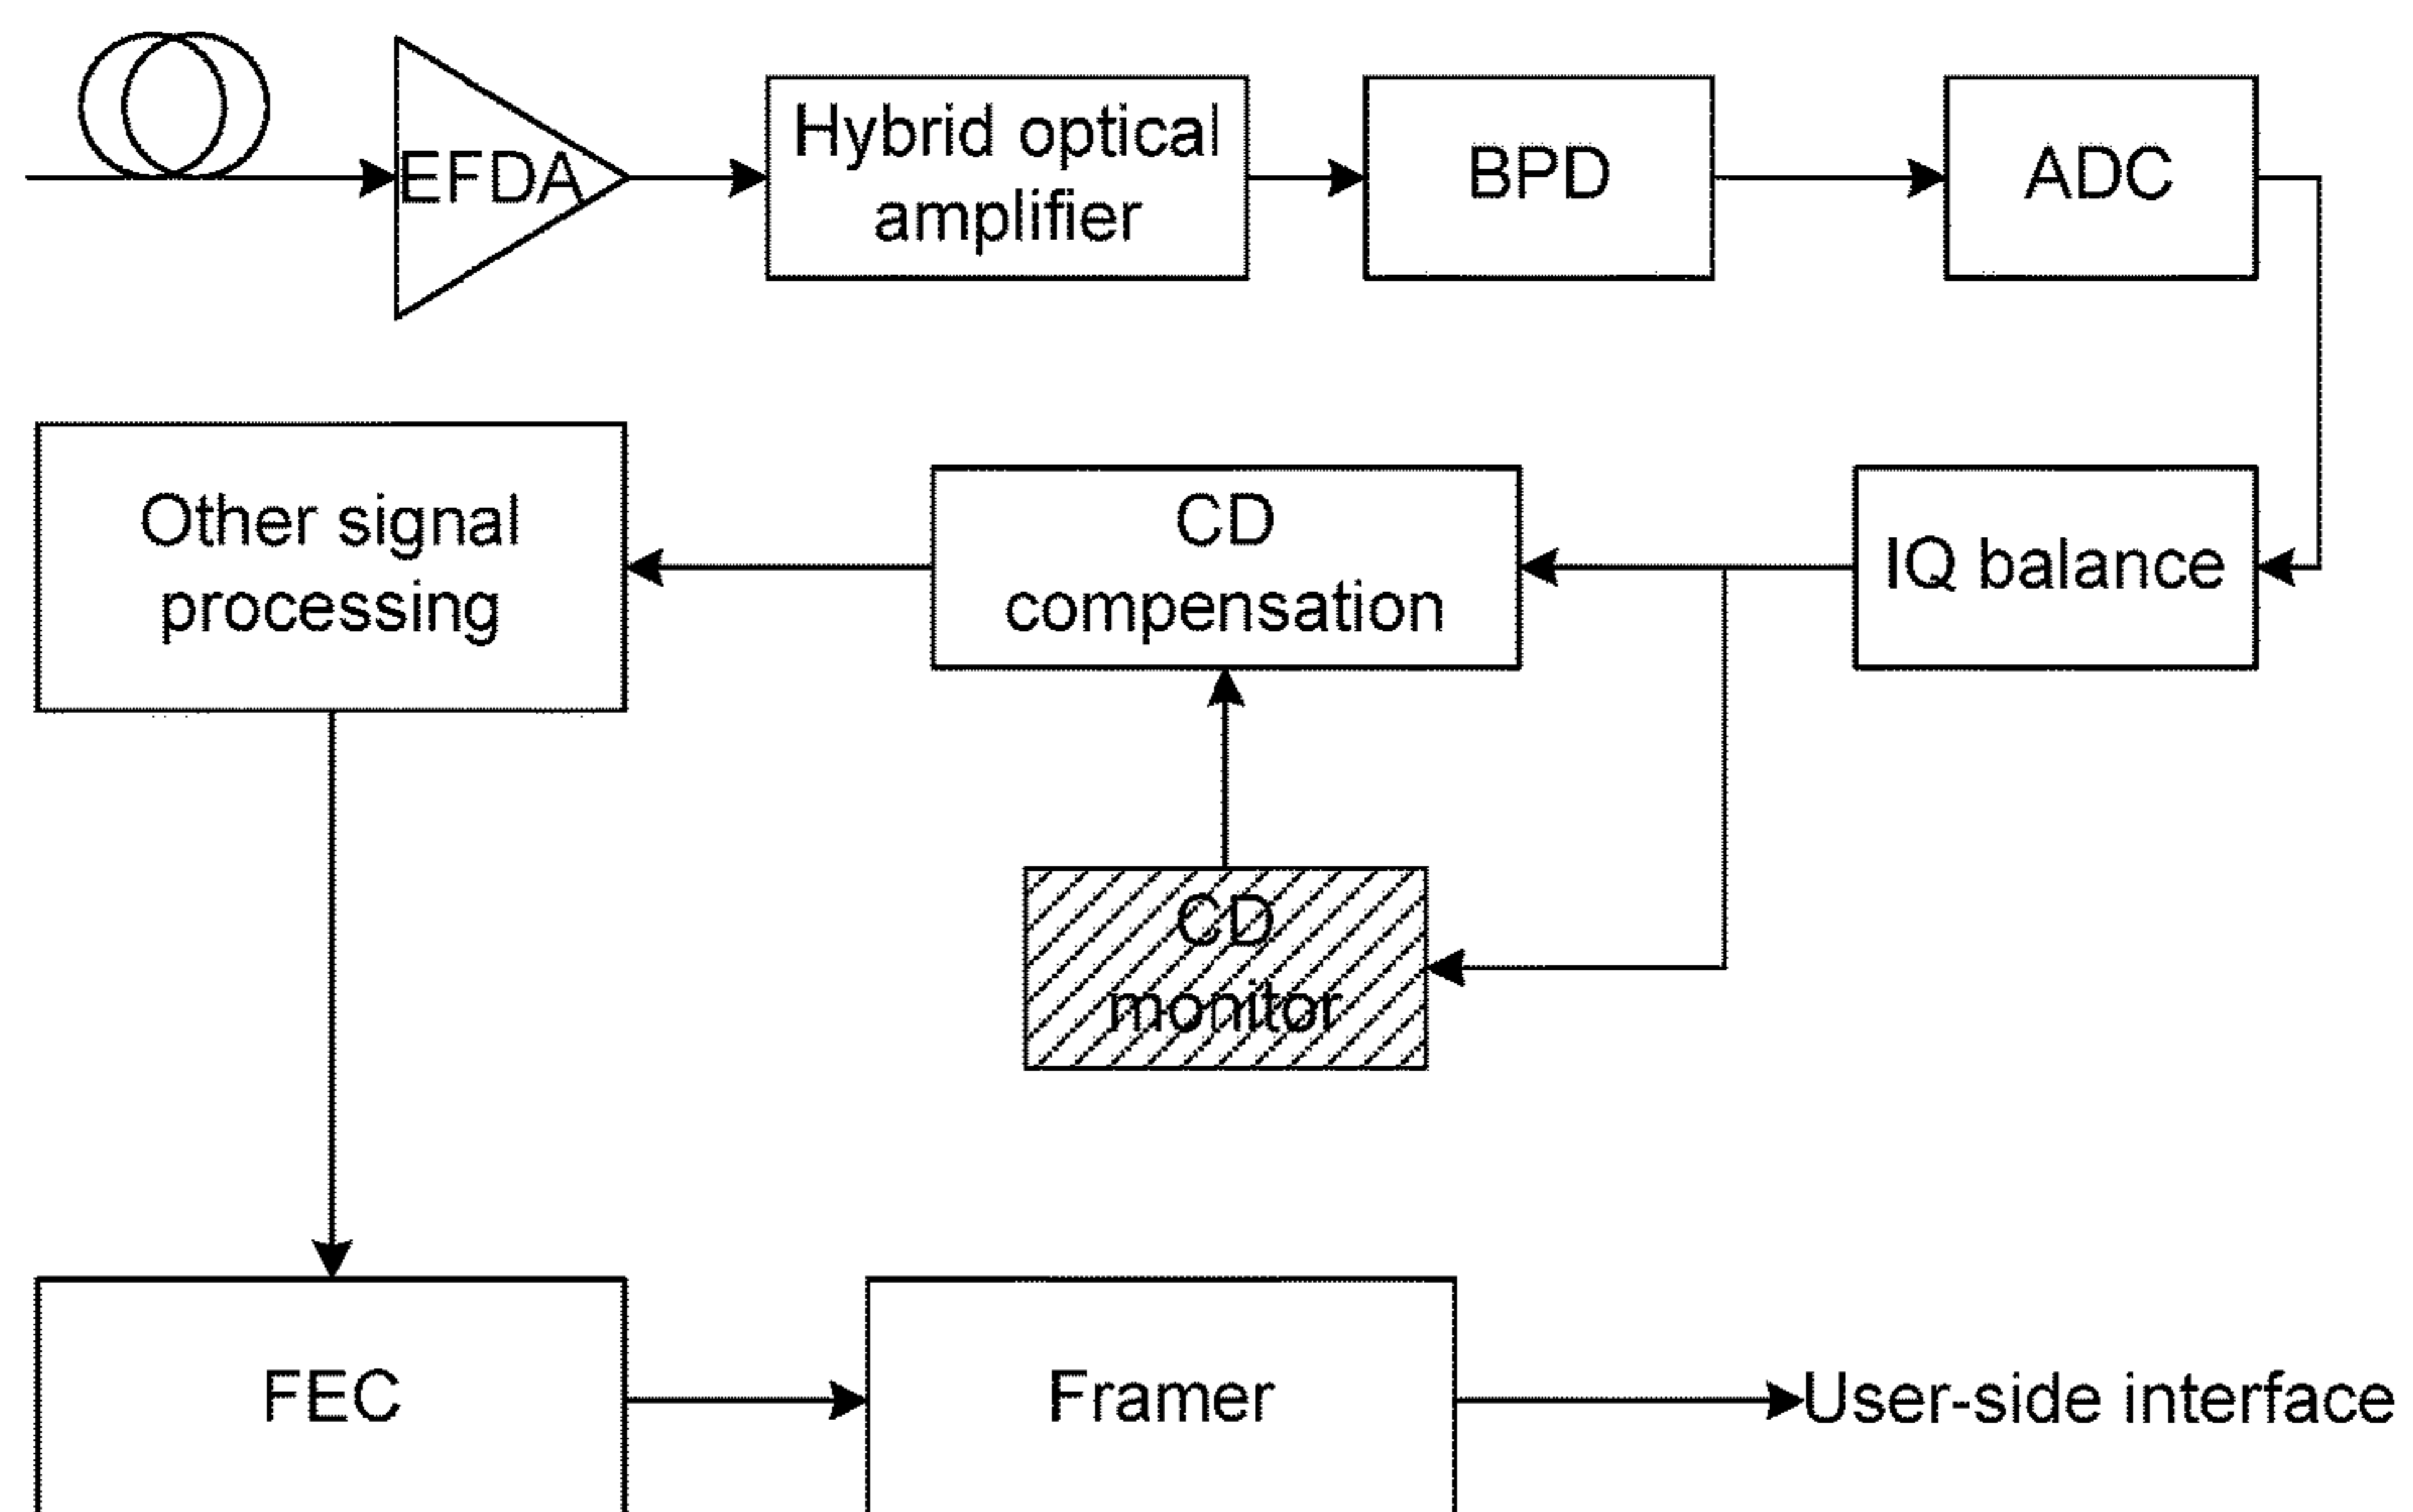 EFDA
Hybrid optical
amplifier
BPD
ADC
Other signal
processing
CD
compensation
IQ balance
CD
monitor
FEC
Framer
User-side interface